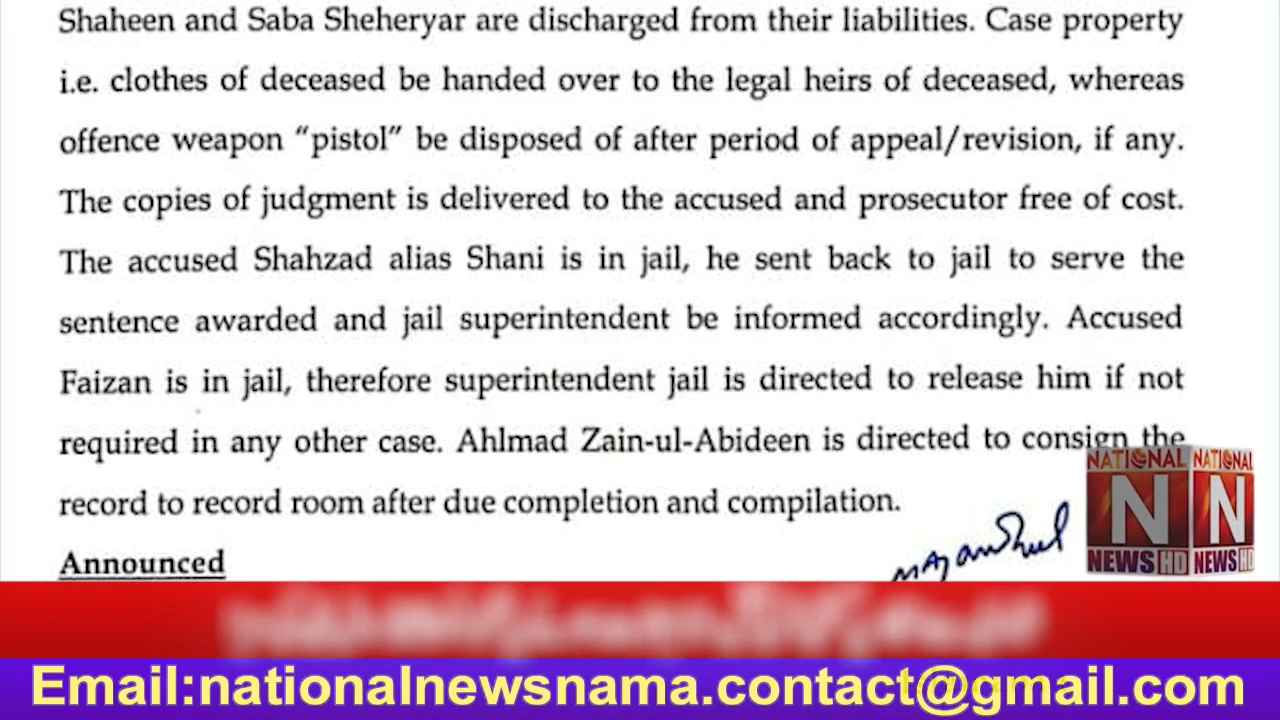 Shaheen and Saba Sheheryar are discharged from their liabilities. Case property
i.e. clothes of deceased be handed over to the legal heirs of deceased, whereas
offence weapon “pistol” be disposed of after period of appeal/revision, if any.
The copies of judgment is delivered to the accused and prosecutor free of cost.
The accused Shahzad alias Shani is in jail, he sent back to jail to serve the
sentence awarded and jail superintendent be informed accordingly. Accused
Faizan is in jail, therefore superintendent jail is directed to release him if not
required in any other case. Ahlmad Zain-ul-Abideen is directed to consign the
record to record room after due completion and compilation.
Announced
NATIONAL NATIONAL
N N
NEWS HD NEWS HD
Email:nationalnewsnama.contact@gmail.com